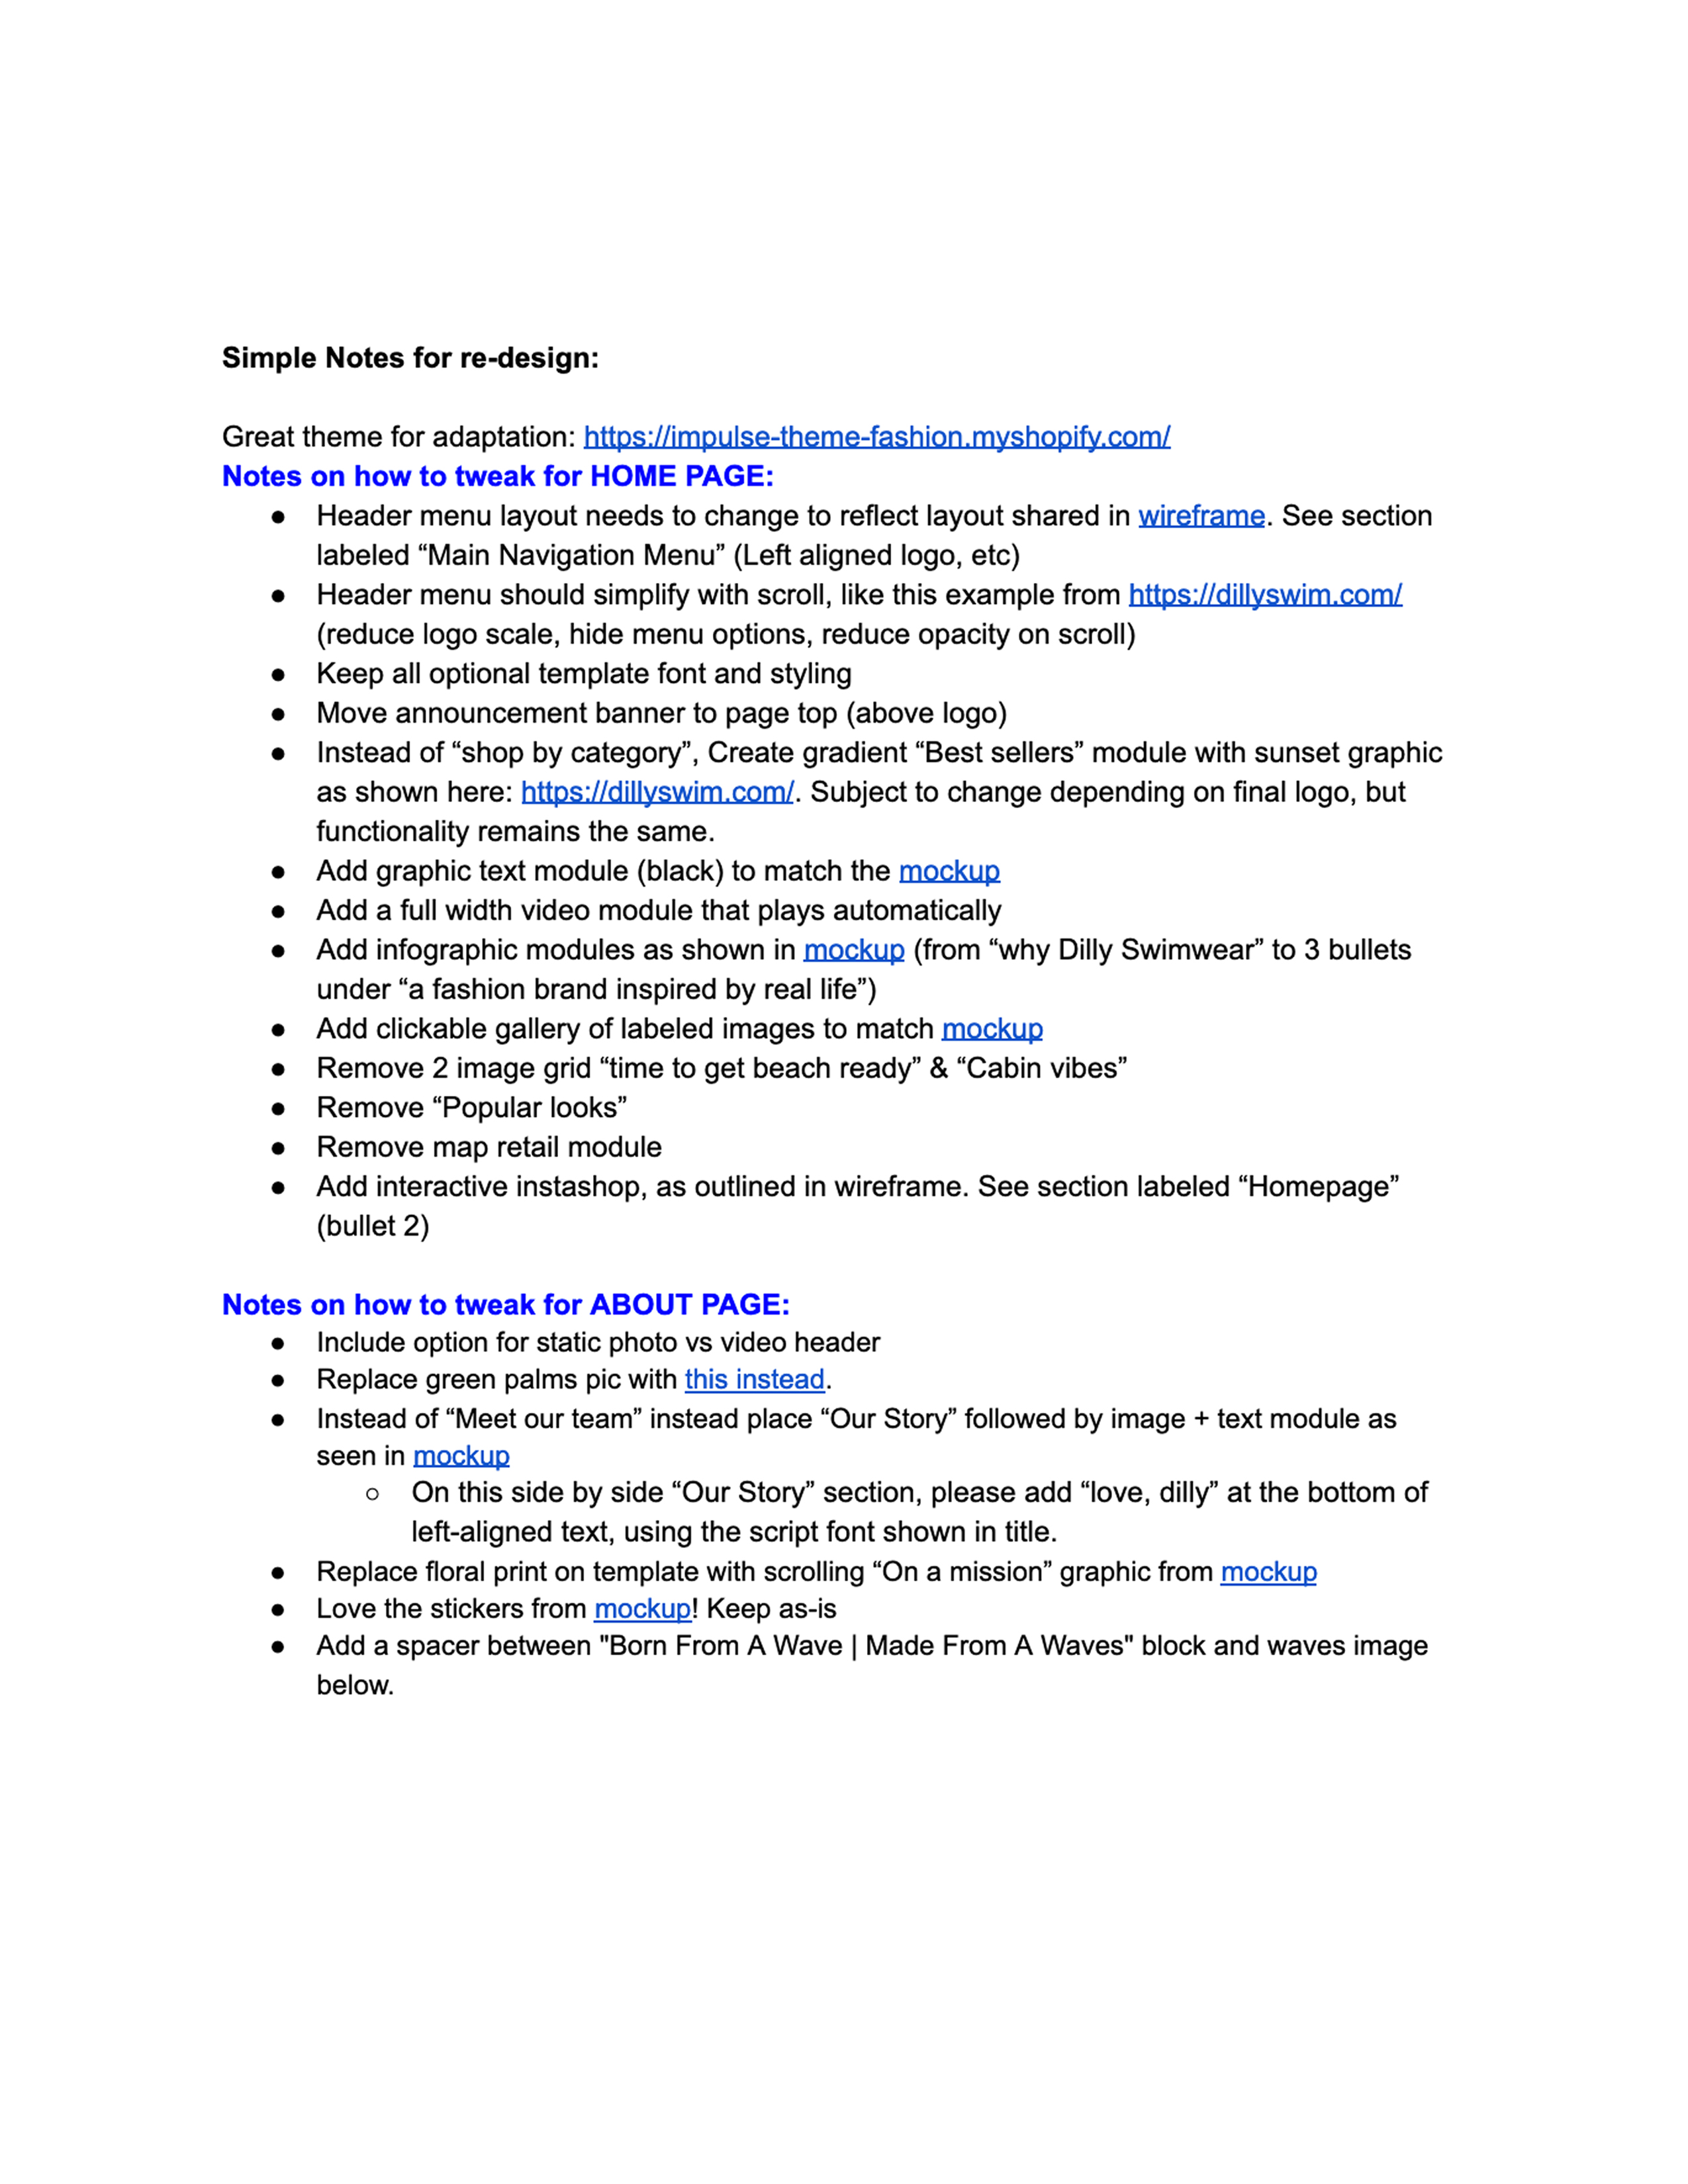 Simple Notes for re-design:
Great theme for adaptation: https://impulse-theme-fashion.myshopify.com/
Notes on how to tweak for HOME PAGE:
● Header menu layout needs to change to reflect layout shared in wireframe. See section
labeled “Main Navigation Menu” (Left aligned logo, etc)
● Header menu should simplify with scroll, like this example from https://dillyswim.com/
(reduce logo scale, hide menu options, reduce opacity on scroll)
● Keep all optional template font and styling
● Move announcement banner to page top (above logo)
● Instead of “shop by category”, Create gradient “Best sellers” module with sunset graphic
as shown here: https://dillyswim.com/. Subject to change depending on final logo, but
functionality remains the same.
● Add graphic text module (black) to match the mockup
● Add a full width video module that plays automatically
● Add infographic modules as shown in mockup (from “why Dilly Swimwear” to 3 bullets
under “a fashion brand inspired by real life”)
● Add clickable gallery of labeled images to match mockup
● Remove 2 image grid “time to get beach ready” & “Cabin vibes”
● Remove “Popular looks”
● Remove map retail module
● Add interactive instashop, as outlined in wireframe. See section labeled “Homepage”
(bullet 2)
Notes on how to tweak for ABOUT PAGE:
● Include option for static photo vs video header
● Replace green palms pic with this instead.
● Instead of “Meet our team” instead place “Our Story” followed by image + text module as
seen in mockup
○ On this side by side “Our Story” section, please add “love, dilly” at the bottom of
left-aligned text, using the script font shown in title.
● Replace floral print on template with scrolling “On a mission” graphic from mockup
● Love the stickers from mockup! Keep as-is
● Add a spacer between "Born From A Wave | Made From A Waves" block and waves image
below.